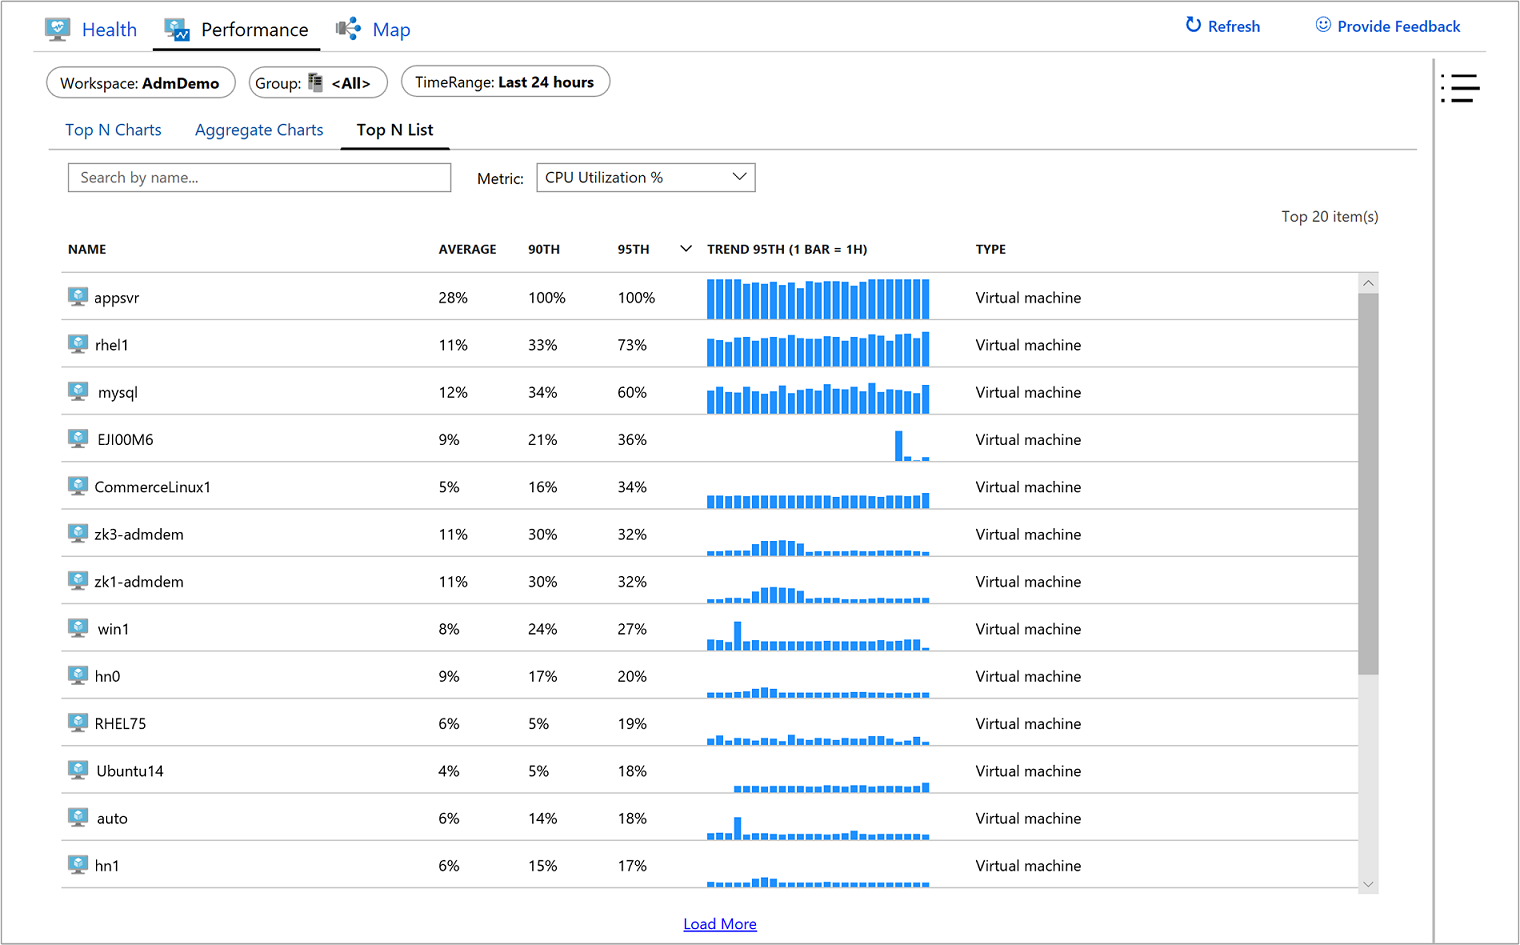 Health Performance Map Refresh Provide Feedback
Workspace: AdmDemo Group: <All> TimeRange: Last 24 hours
Top N Charts Aggregate Charts Top N List
Search by name... Metric: CPU Utilization %
Top 20 item(s)
NAME AVERAGE 90TH 95TH TREND 95TH (1 BAR = 1H) TYPE
appsvr 28% 100% 100% Virtual machine
rhel1 11% 33% 73% Virtual machine
mysql 12% 34% 60% Virtual machine
EJI00M6 9% 21% 36% Virtual machine
CommerceLinux1 5% 16% 34% Virtual machine
zk3-admdem 11% 30% 32% Virtual machine
zk1-admdem 11% 30% 32% Virtual machine
win1 8% 24% 27% Virtual machine
hn0 9% 17% 20% Virtual machine
RHEL75 6% 5% 19% Virtual machine
Ubuntu14 4% 5% 18% Virtual machine
auto 6% 14% 18% Virtual machine
hn1 6% 15% 17% Virtual machine
Load More